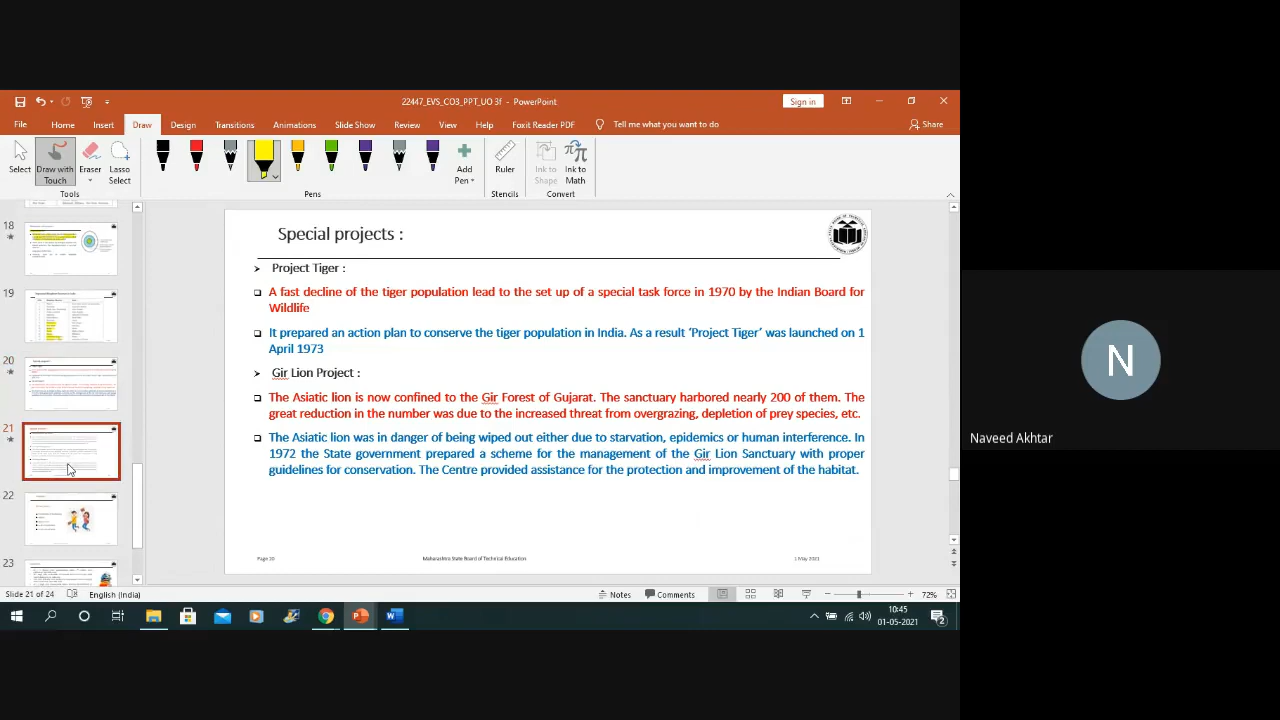 22447_EVS_CO3_PPT_UO 3f - PowerPoint
Sign in
File Home Insert Draw Design Transitions Animations Slide Show Review View Help Foxit Reader PDF Tell me what you want to do Share
Select Draw with Touch Eraser Lasso Select Add Pen Ruler Ink to Shape Ink to Math
Tools Pens Stencils Convert
18
19
20
21
22
23
Special projects :
Project Tiger :
A fast decline of the tiger population lead to the set up of a special task force in 1970 by the Indian Board for
Wildlife
It prepared an action plan to conserve the tiger population in India. As a result ‘Project Tiger’ was launched on 1
April 1973
Gir Lion Project :
The Asiatic lion is now confined to the Gir Forest of Gujarat. The sanctuary harbored nearly 200 of them. The
great reduction in the number was due to the increased threat from overgrazing, depletion of prey species, etc.
The Asiatic lion was in danger of being wiped out either due to starvation, epidemics or human interference. In
1972 the State government prepared a scheme for the management of the Gir Lion Sanctuary with proper
guidelines for conservation. The Centre provided assistance for the protection and improvement of the habitat.
Page 20 Maharashtra State Board of Technical Education 1 May 2021
Slide 21 of 24 English (India) Notes Comments 72%
10:45
01-05-2021
2
N
Naveed Akhtar